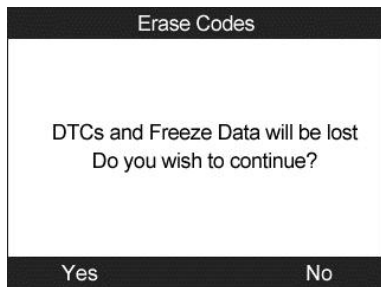 Erase Codes
DTCs and Freeze Data will be lost
Do you wish to continue?
Yes No